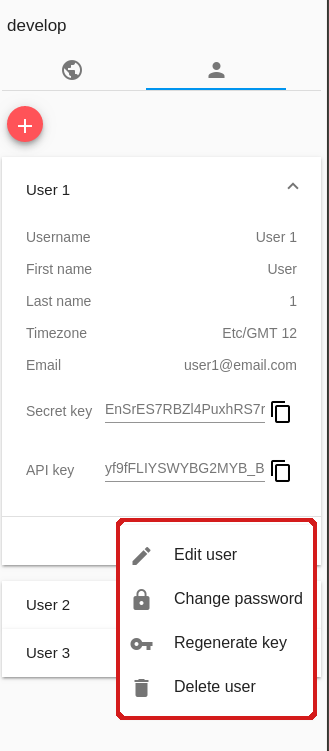 develop
User 1
Username User 1
First name User
Last name 1
Timezone Etc/GMT 12
Email user1@email.com
Secret key EnSrES7RBZl4PuxhRS7r
API key yf9fFLIYSWYBG2MYB_B
Edit user
Change password
User 2
Regenerate key
User 3
Delete user